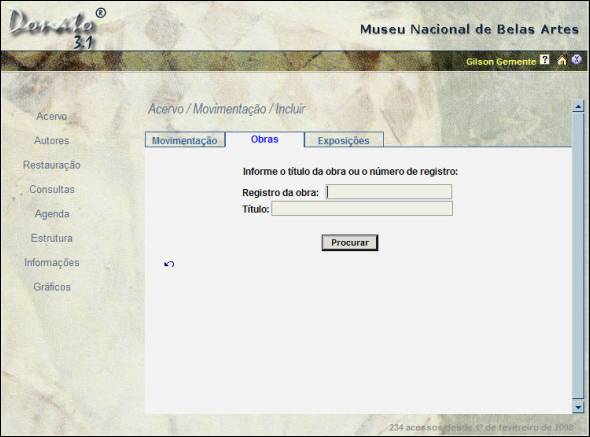 Donato ®
3.1
Museu Nacional de Belas Artes
Gilson Gemente ? X
Acervo / Movimentação / Incluir
Acervo
Autores
Restauração
Consultas
Agenda
Estrutura
Informações
Gráficos
Movimentação Obras Exposições
Informe o título da obra ou o número de registro:
Registro da obra:
Título:
Procurar
234 acessos desde 1º de fevereiro de 2008